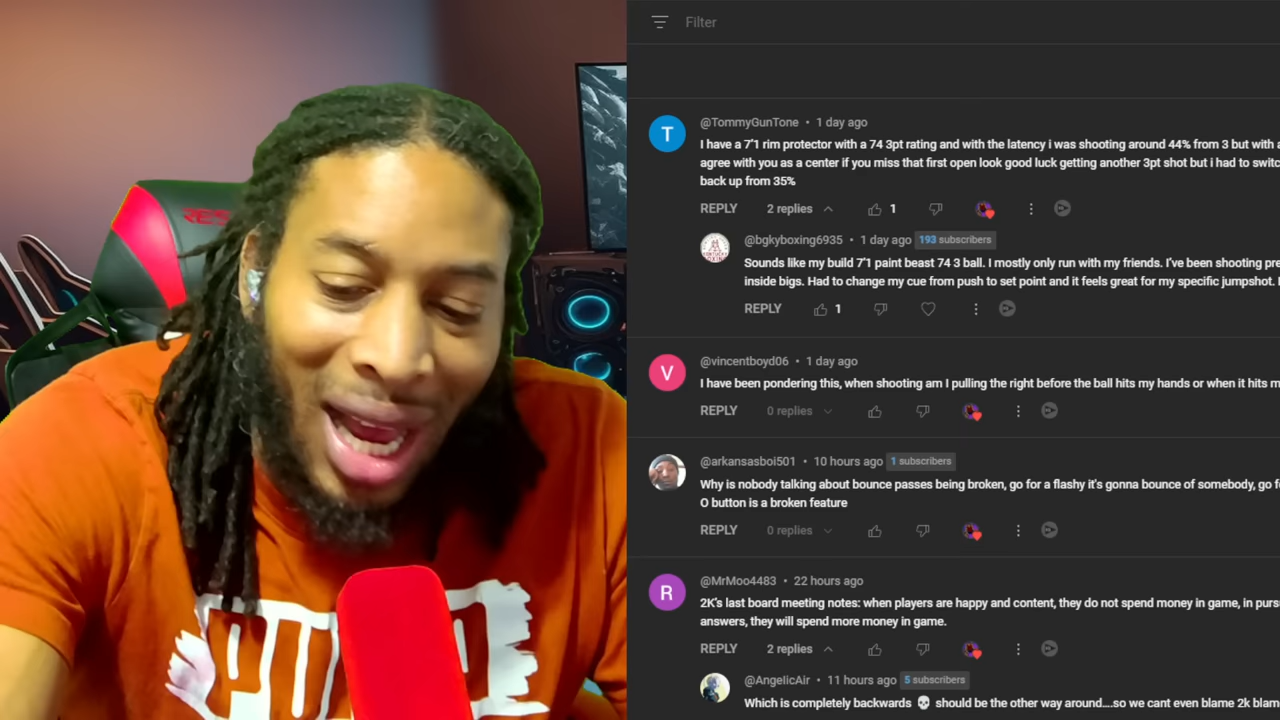 Filter
T
@TommyGunTone • 1 day ago
I have a 7'1 rim protector with a 74 3pt rating and with the latency i was shooting around 44% from 3 but with
agree with you as a center if you miss that first open look good luck getting another 3pt shot but i had to
back up from 35%
REPLY 2 replies 1
@bgkyboxing6935 • 1 day ago 193 subscribers
Sounds like my build 7'1 paint beast 74 3 ball. I mostly only run with my friends. I've been shooting
inside bigs. Had to change my cue from push to set point and it feels great for my specific jumpshot.
REPLY 1
V
@vincentboyd06 • 1 day ago
I have been pondering this, when shooting am I pulling the right before the ball hits my hands or when it hits
REPLY 0 replies
@arkansasboi501 • 10 hours ago 1 subscribers
Why is nobody talking about bounce passes being broken, go for a flashy it's gonna bounce of somebody, go
O button is a broken feature
REPLY 0 replies
R
@MrMoo4483 • 22 hours ago
2K's last board meeting notes: when players are happy and content, they do not spend money in game, in
answers, they will spend more money in game.
REPLY 2 replies
@AngelicAir • 11 hours ago 5 subscribers
Which is completely backwards 💀 should be the other way around....so we cant even blame 2k